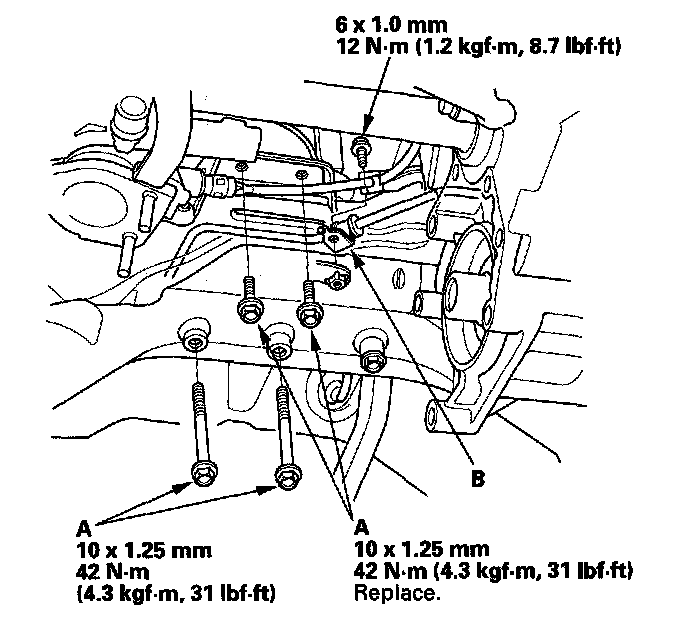 6 x 1.0 mm
12 N·m (1.2 kgf·m, 8.7 lbf·ft)
B
A
10 x 1.25 mm
42 N·m
(4.3 kgf·m, 31 lbf·ft)
A
10 x 1.25 mm
42 N·m (4.3 kgf·m, 31 lbf·ft)
Replace.